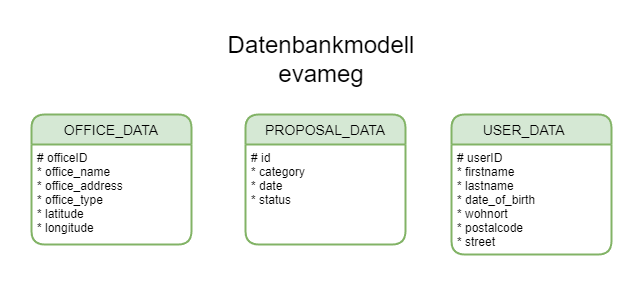 Datenbankmodell
evameg
OFFICE_DATA
# officeID
* office_name
* office_address
* office_type
* latitude
* longitude
PROPOSAL_DATA
# id
* category
* date
* status
USER_DATA
# userID
* firstname
* lastname
* date_of_birth
* wohnort
* postalcode
* street